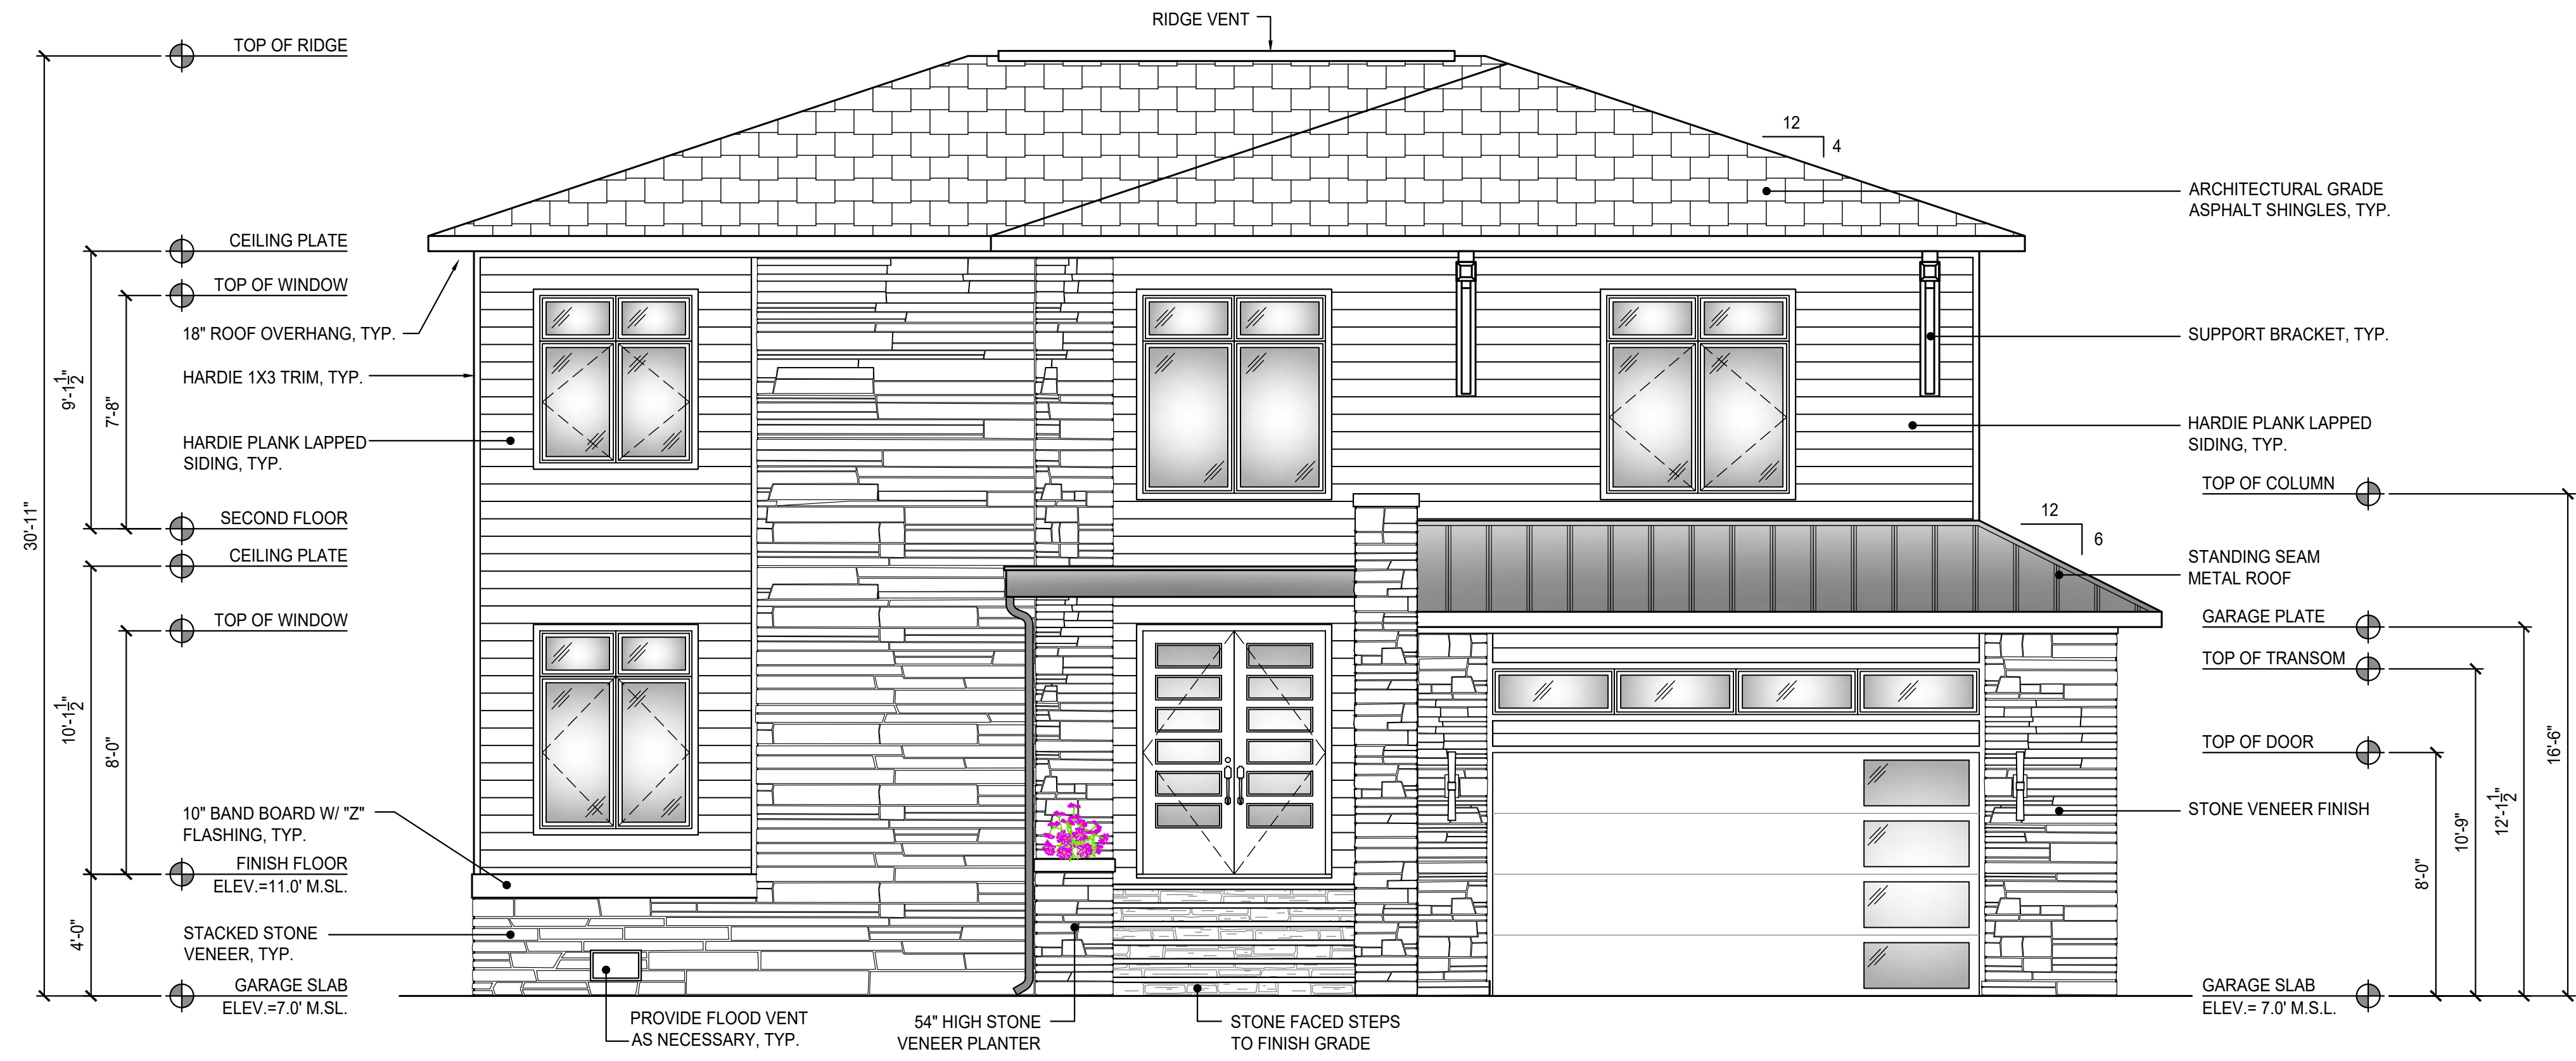 RIDGE VENT
TOP OF RIDGE
12
4
ARCHITECTURAL GRADE
ASPHALT SHINGLES, TYP.
CEILING PLATE
TOP OF WINDOW
18" ROOF OVERHANG, TYP.
SUPPORT BRACKET, TYP.
HARDIE 1X3 TRIM, TYP.
9'-1 1/2"
7'-8"
HARDIE PLANK LAPPED
SIDING, TYP.
HARDIE PLANK LAPPED
SIDING, TYP.
TOP OF COLUMN
30'-11"
SECOND FLOOR
12
6
CEILING PLATE
STANDING SEAM
METAL ROOF
TOP OF WINDOW
GARAGE PLATE
TOP OF TRANSOM
10'-1 1/2"
8'-0"
TOP OF DOOR
16'-6"
12'-1 1/2"
10'-9"
8'-0"
10" BAND BOARD W/ "Z"
FLASHING, TYP.
STONE VENEER FINISH
FINISH FLOOR
ELEV.=11.0' M.SL.
4'-0"
STACKED STONE
VENEER, TYP.
GARAGE SLAB
ELEV.=7.0' M.SL.
GARAGE SLAB
ELEV.= 7.0' M.S.L.
PROVIDE FLOOD VENT
AS NECESSARY, TYP.
54" HIGH STONE
VENEER PLANTER
STONE FACED STEPS
TO FINISH GRADE